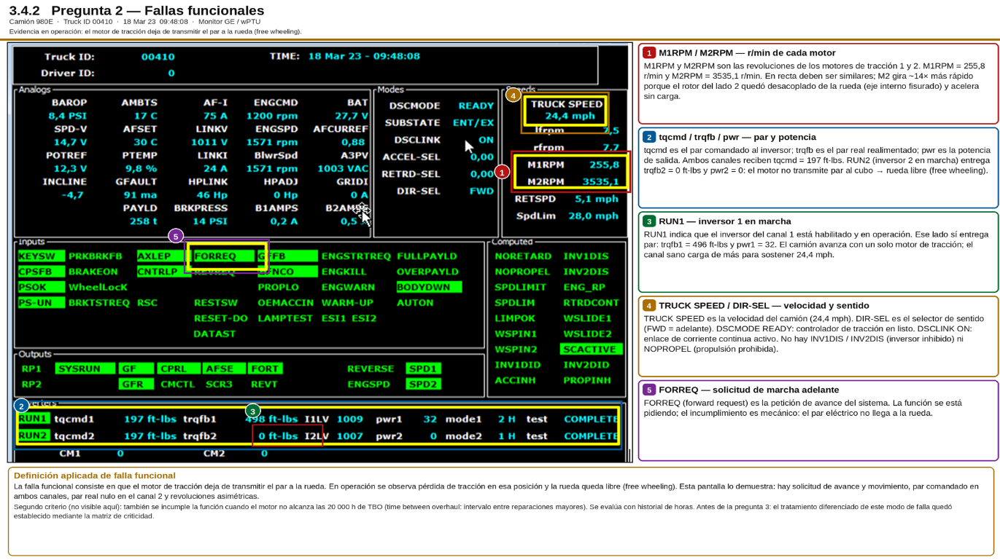 3.4.2 Pregunta 2 — Fallas funcionales
Camión 980E · Truck ID 00410 · 18 Mar 23 09:48:08 · Monitor GE / wPTU
Evidencia en operación: el motor de tracción deja de transmitir el par a la rueda (free wheeling).
Truck ID: 00410 TIME: 18 Mar 23 - 09:48:08
Driver ID: 0
Analogs
BAROP AMBTS AF-I ENGCMD BAT
8,4 PSI 17 C 75 A 1200 rpm 27,7 V
SPD-V AFSET LINKV ENGSPD AFCURREF
14,7 V 30 C 1011 V 1571 rpm 0,88
POTREF PTEMP LINKI BlwrSpd A3PV
12,3 V 9,8 % 24 A 1571 rpm 1003 VAC
INCLINE GFAULT HPLINK HPADJ GRIDI
-4,7 91 ma 46 Hp 0 Hp 0 A
PAYLD BRKPRESS B1AMPS B2AMPS
258 t 14 PSI 0,2 A 0,5
Modes
DSCMODE READY
SUBSTATE ENT/EX
DSCLINK ON
ACCEL-SEL 0,00
RETRD-SEL 0,00
DIR-SEL FWD
Speeds
4
TRUCK SPEED
24,4 mph
lfrpm 7,5
rfrpm 7,7
1
M1RPM 255,8
M2RPM 3535,1
RETSPD 5,1 mph
SpdLim 28,0 mph
5
Inputs
KEYSW PRKBRKFB AXLEP FORREQ ENGSTRTREQ FULLPAYLD
CPSFB BRAKEON CNTRLP REVREQ ENGKILL OVERPAYLD
PSOK WheelLocK PROPLO ENGWARN BODYDWN
PS-UN BRKTSTREQ RSC RESTSW OEMACCIN WARM-UP AUTON
RESET-DO LAMPTEST ESI1 ESI2
DATAST
Computed
NORETARD INV1DIS
NOPROPEL INV2DIS
SPDLIMIT ENG_RP
SPDLIM RTRDCONT
LIMPOK WSLIDE1
WSPIN1 WSLIDE2
WSPIN2 SCACTIVE
INV1DID INV2DID
ACCINH PROPINH
Outputs
RP1 SYSRUN GF CPRL AFSE FORT REVERSE SPD1
RP2 GFR CMCTL SCR3 REVT ENGSPD SPD2
2
3
RUN1 tqcmd1 197 ft-lbs trqfb1 498 ft-lbs I1LV 1009 pwr1 32 mode1 2 H test COMPLETE
RUN2 tqcmd2 197 ft-lbs trqfb2 0 ft-lbs I2LV 1007 pwr2 0 mode2 1 H test COMPLETE
CM1 0 CM2 0
1 M1RPM / M2RPM — r/min de cada motor
M1RPM y M2RPM son las revoluciones de los motores de tracción 1 y 2. M1RPM = 255,8
r/min y M2RPM = 3535,1 r/min. En recta deben ser similares; M2 gira ~14× más rápido
porque el rotor del lado 2 quedó desacoplado de la rueda (eje interno fisurado) y acelera
sin carga.
2 tqcmd / trqfb / pwr — par y potencia
tqcmd es el par comandado al inversor; trqfb es el par real realimentado; pwr es la potencia
de salida. Ambos canales reciben tqcmd = 197 ft-lbs. RUN2 (inversor 2 en marcha) entrega
trqfb2 = 0 ft-lbs y pwr2 = 0: el motor no transmite par al cubo → rueda libre (free wheeling).
3 RUN1 — inversor 1 en marcha
RUN1 indica que el inversor del canal 1 está habilitado y en operación. Ese lado sí entrega
par: trqfb1 = 496 ft-lbs y pwr1 = 32. El camión avanza con un solo motor de tracción; el
canal sano carga de más para sostener 24,4 mph.
4 TRUCK SPEED / DIR-SEL — velocidad y sentido
TRUCK SPEED es la velocidad del camión (24,4 mph). DIR-SEL es el selector de sentido
(FWD = adelante). DSCMODE READY: controlador de tracción en listo. DSCLINK ON:
enlace de corriente continua activo. No hay INV1DIS / INV2DIS (inversor inhibido) ni
NOPROPEL (propulsión prohibida).
5 FORREQ — solicitud de marcha adelante
FORREQ (forward request) es la petición de avance del sistema. La función se está
pidiendo; el incumplimiento es mecánico: el par eléctrico no llega a la rueda.
Definición aplicada de falla funcional
La falla funcional consiste en que el motor de tracción deja de transmitir el par a la rueda. En operación se observa pérdida de tracción en esa posición y la rueda queda libre (free wheeling). Esta pantalla lo demuestra: hay solicitud de avance y movimiento, par comandado en
ambos canales, par real nulo en el canal 2 y revoluciones asimétricas.
Segundo criterio (no visible aquí): también se incumple la función cuando el motor no alcanza las 20 000 h de TBO (time between overhaul: intervalo entre reparaciones mayores). Se evalúa con historial de horas. Antes de la pregunta 3: el tratamiento diferenciado de este modo de falla quedó
establecido mediante la matriz de criticidad.